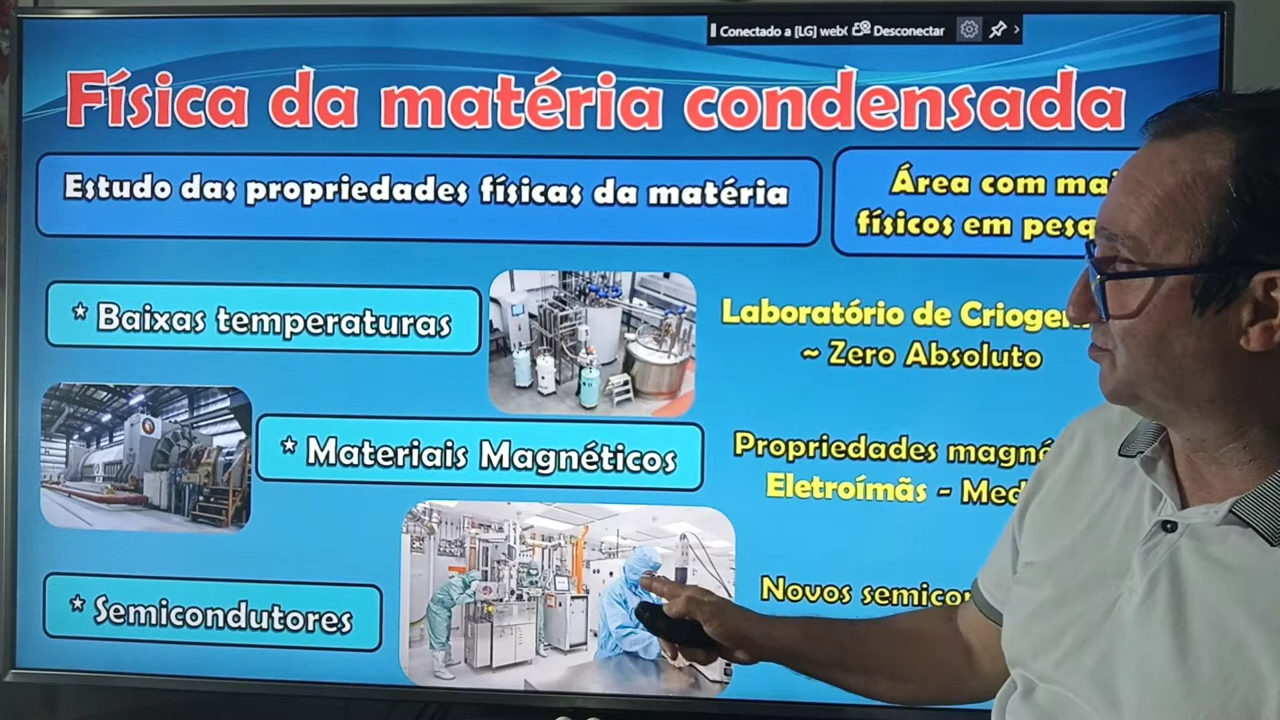 Conectado a [LG] web Desconectar
Física da matéria condensada
Estudo das propriedades físicas da matéria
Área com
físicos em
* Baixas temperaturas
Laboratório de
~ Zero Absoluto
* Materiais Magnéticos
Propriedades
Eletroímãs -
* Semicondutores
Novos